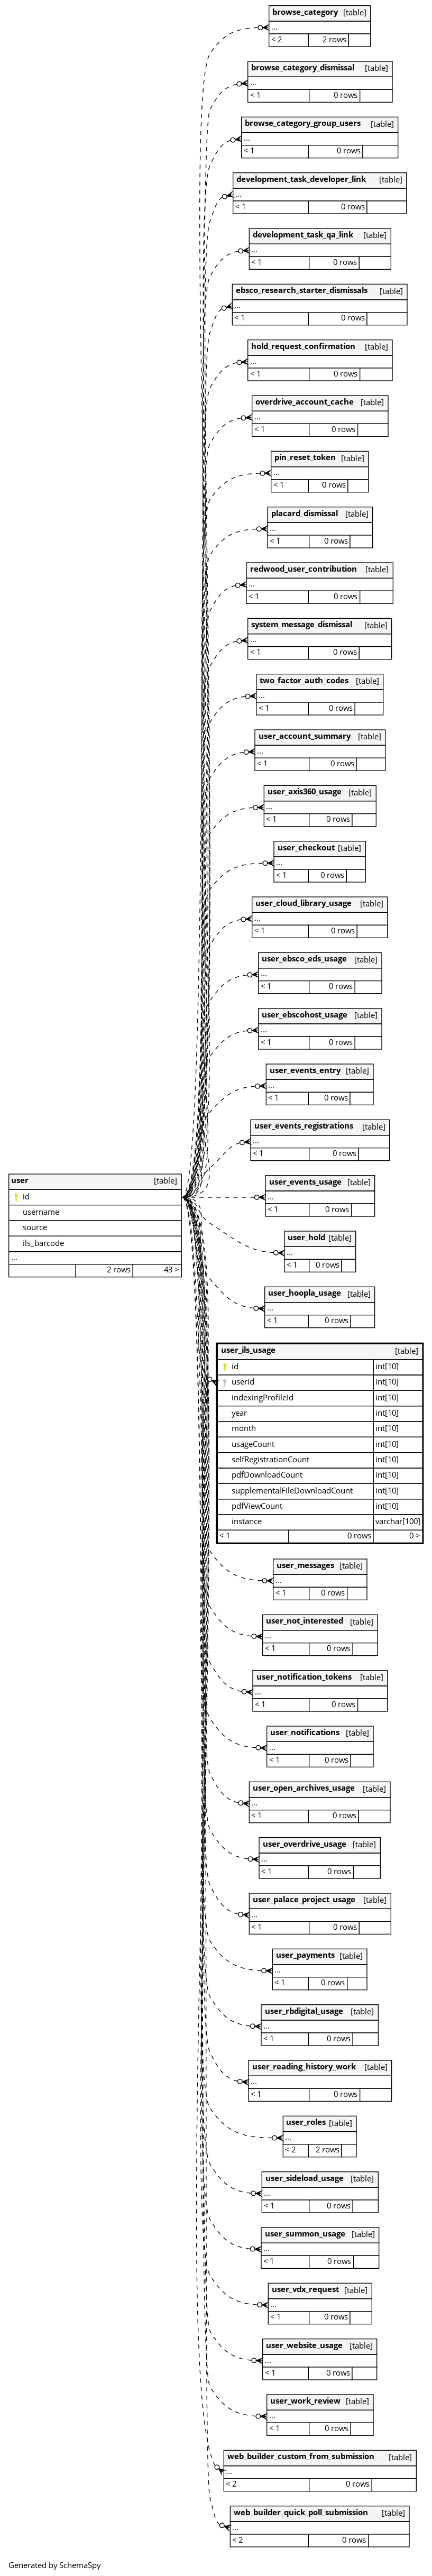 browse_category [table]
...
< 2 2 rows
browse_category_dismissal [table]
...
< 1 0 rows
browse_category_group_users [table]
...
< 1 0 rows
development_task_developer_link [table]
...
< 1 0 rows
development_task_qa_link [table]
...
< 1 0 rows
ebsco_research_starter_dismissals [table]
...
< 1 0 rows
hold_request_confirmation [table]
...
< 1 0 rows
overdrive_account_cache [table]
...
< 1 0 rows
pin_reset_token [table]
...
< 1 0 rows
placard_dismissal [table]
...
< 1 0 rows
redwood_user_contribution [table]
...
< 1 0 rows
system_message_dismissal [table]
...
< 1 0 rows
two_factor_auth_codes [table]
...
< 1 0 rows
user_account_summary [table]
...
< 1 0 rows
user_axis360_usage [table]
...
< 1 0 rows
user_checkout [table]
...
< 1 0 rows
user_cloud_library_usage [table]
...
< 1 0 rows
user_ebsco_eds_usage [table]
...
< 1 0 rows
user_ebscohost_usage [table]
...
< 1 0 rows
user_events_entry [table]
...
< 1 0 rows
user_events_registrations [table]
...
< 1 0 rows
user [table]
id
username
source
ils_barcode
...
2 rows 43 >
user_events_usage [table]
...
< 1 0 rows
user_hold [table]
...
< 1 0 rows
user_hoopla_usage [table]
...
< 1 0 rows
user_ils_usage [table]
id int[10]
userId int[10]
indexingProfileId int[10]
year int[10]
month int[10]
usageCount int[10]
selfRegistrationCount int[10]
pdfDownloadCount int[10]
supplementalFileDownloadCount int[10]
pdfViewCount int[10]
instance varchar[100]
< 1 0 rows 0 >
user_messages [table]
...
< 1 0 rows
user_not_interested [table]
...
< 1 0 rows
user_notification_tokens [table]
...
< 1 0 rows
user_notifications [table]
...
< 1 0 rows
user_open_archives_usage [table]
...
< 1 0 rows
user_overdrive_usage [table]
...
< 1 0 rows
user_palace_project_usage [table]
...
< 1 0 rows
user_payments [table]
...
< 1 0 rows
user_rbdigital_usage [table]
...
< 1 0 rows
user_reading_history_work [table]
...
< 1 0 rows
user_roles [table]
...
< 2 2 rows
user_sideload_usage [table]
...
< 1 0 rows
user_summon_usage [table]
...
< 1 0 rows
user_vdx_request [table]
...
< 1 0 rows
user_website_usage [table]
...
< 1 0 rows
user_work_review [table]
...
< 1 0 rows
web_builder_custom_from_submission [table]
...
< 2 0 rows
web_builder_quick_poll_submission [table]
...
< 2 0 rows
Generated by SchemaSpy